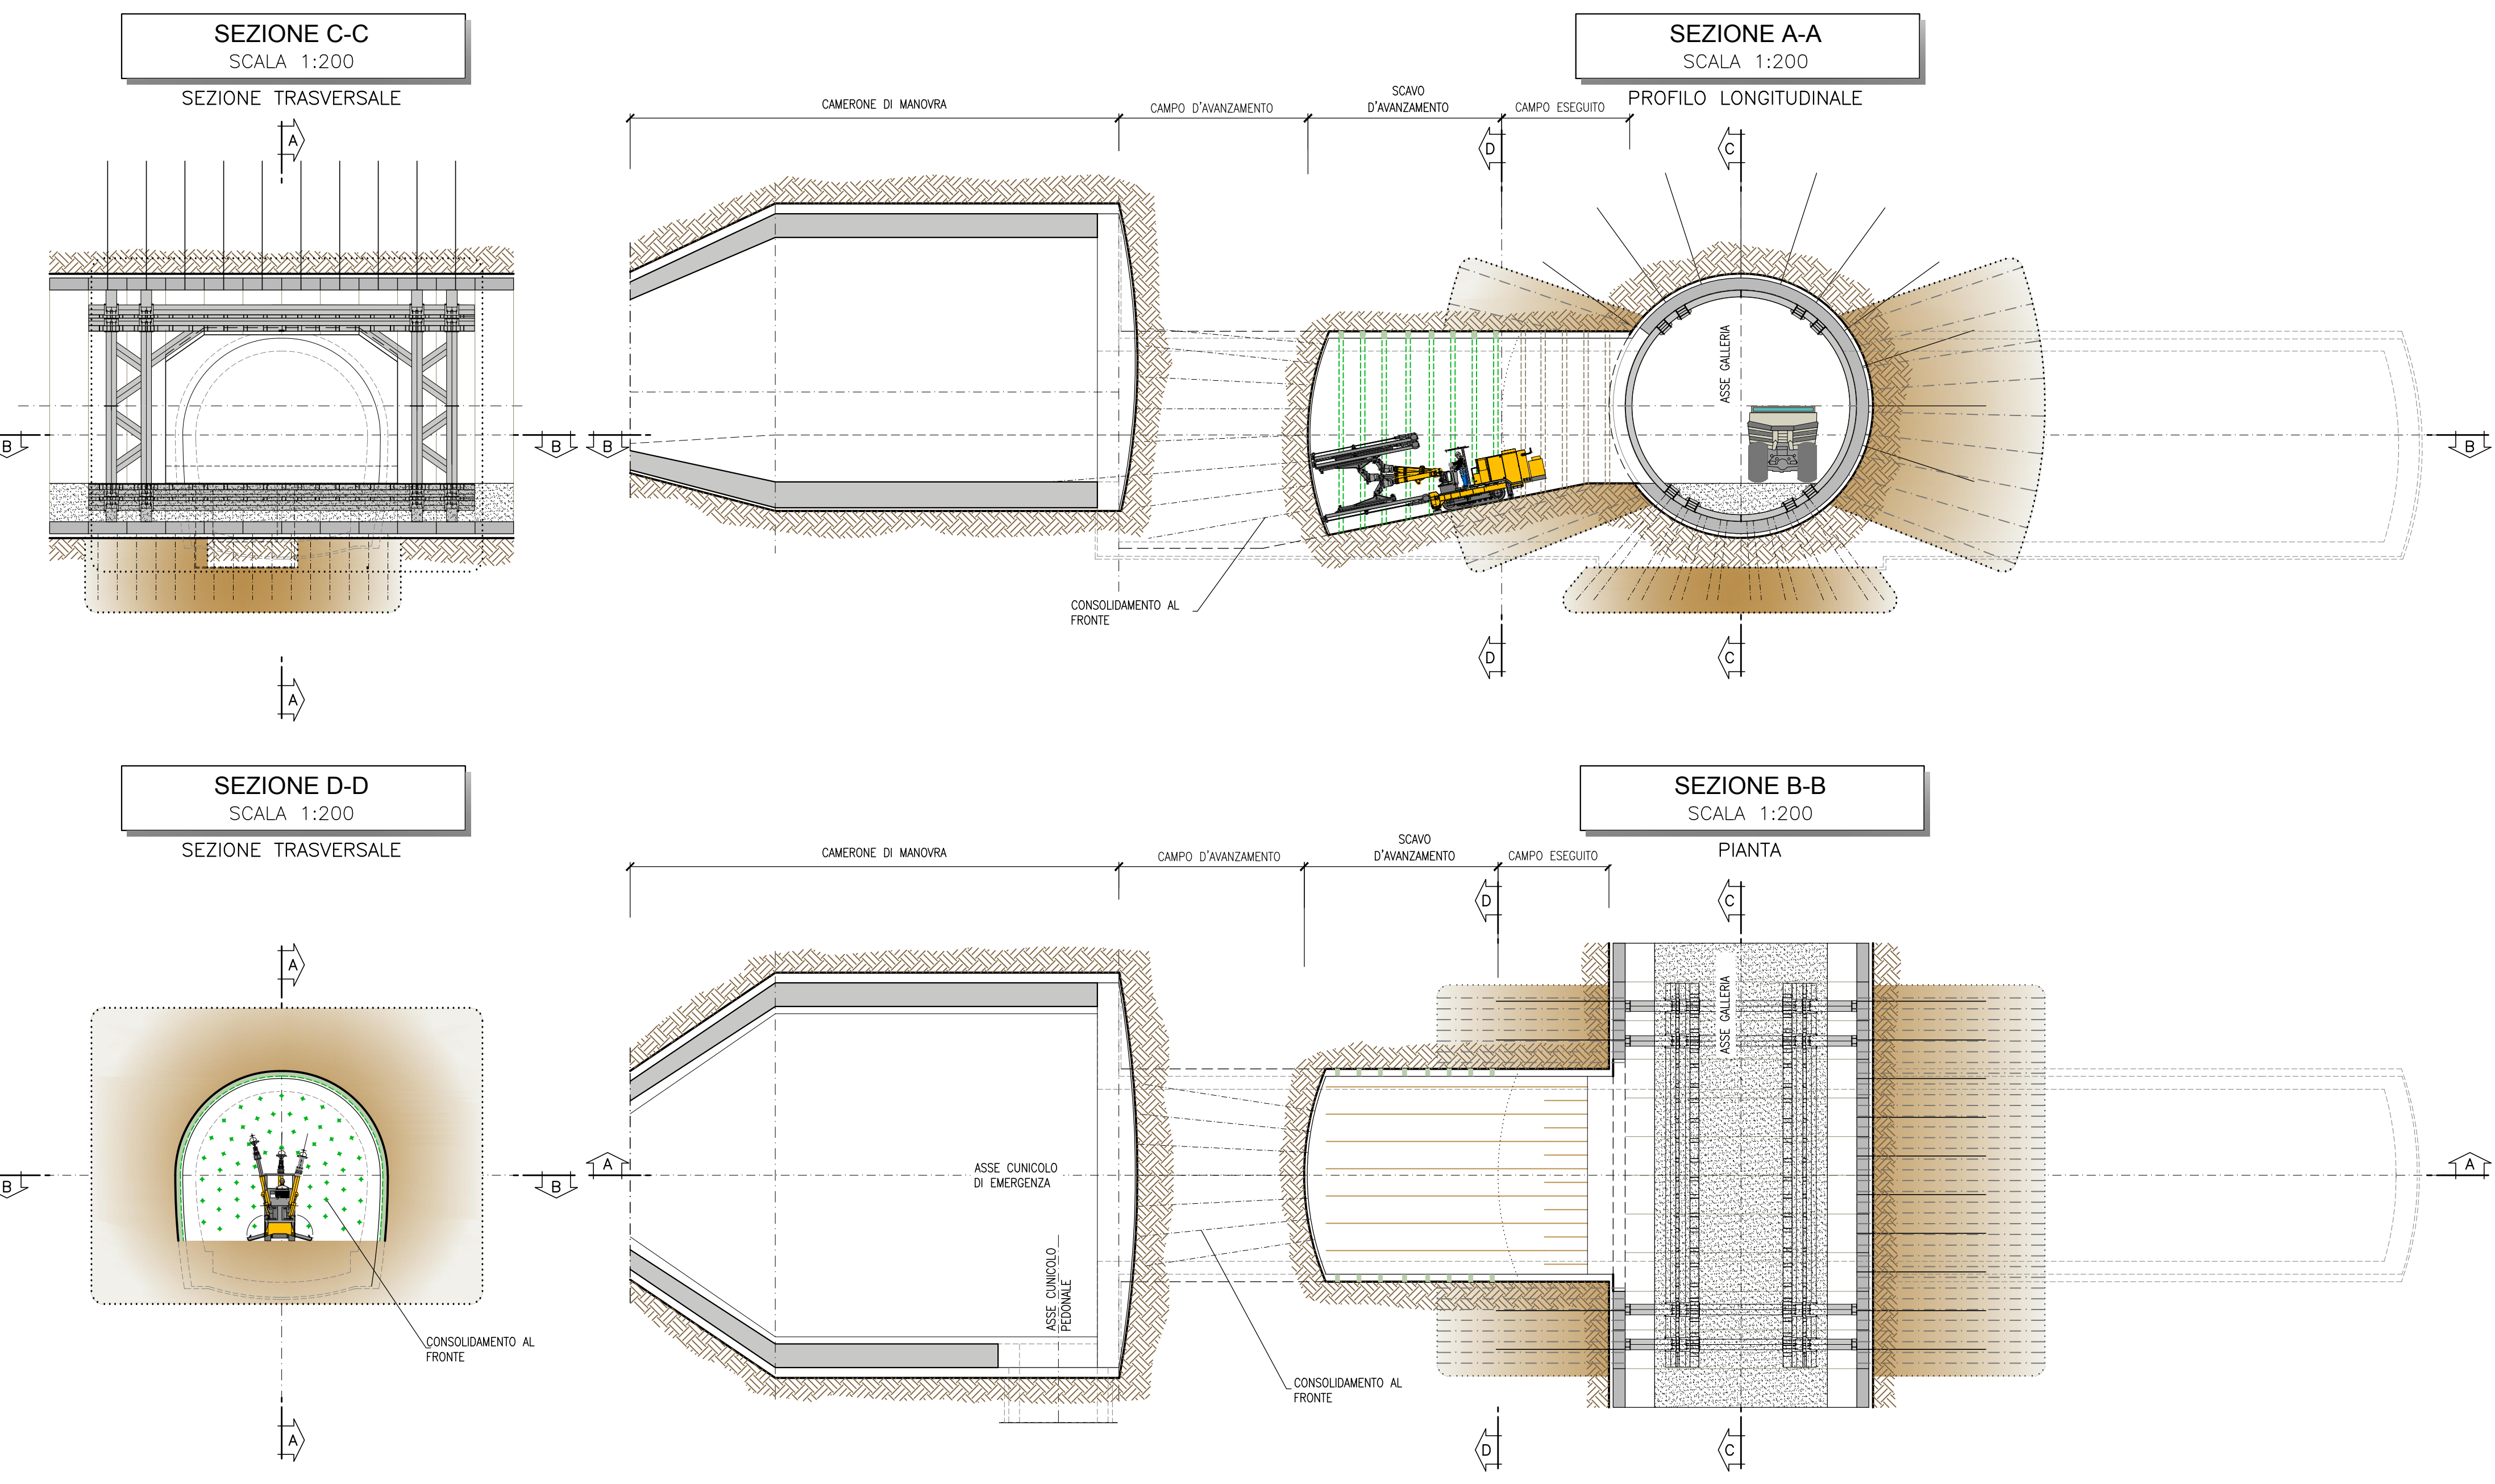 SEZIONE C-C
SCALA 1:200
SEZIONE TRASVERSALE
A
B
B
A
SEZIONE A-A
SCALA 1:200
PROFILO LONGITUDINALE
CAMERONE DI MANOVRA
CAMPO D'AVANZAMENTO
SCAVO
D'AVANZAMENTO
CAMPO ESEGUITO
D
C
ASSE GALLERIA
B
B
CONSOLIDAMENTO AL
FRONTE
D
C
SEZIONE D-D
SCALA 1:200
SEZIONE TRASVERSALE
A
B
B
CONSOLIDAMENTO AL
FRONTE
A
SEZIONE B-B
SCALA 1:200
PIANTA
CAMERONE DI MANOVRA
CAMPO D'AVANZAMENTO
SCAVO
D'AVANZAMENTO
CAMPO ESEGUITO
D
C
ASSE GALLERIA
A
A
ASSE CUNICOLO
DI EMERGENZA
ASSE CUNICOLO
PEDONALE
CONSOLIDAMENTO AL
FRONTE
D
C